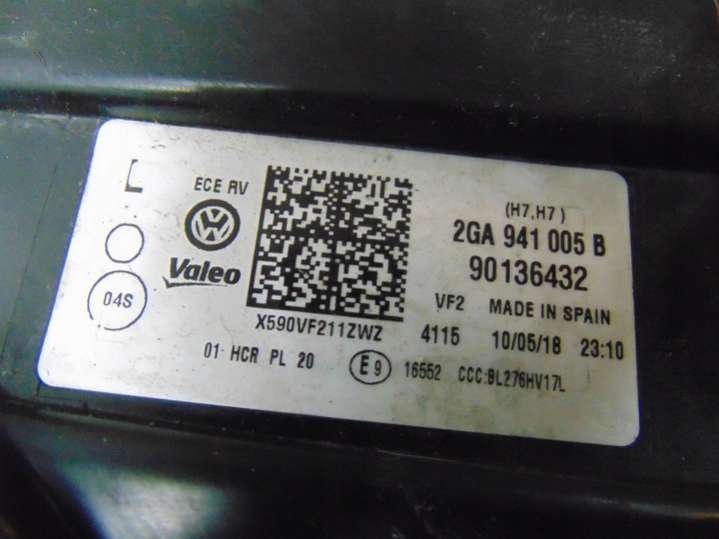 L
ECE RV
(H7,H7)
2GA 941 005 B
Valeo
90136432
04S
VF2 MADE IN SPAIN
X590VF211ZWZ
4115 10/05/18 23:10
01 HCR PL 20 E9 16552 CCC:BL276HV17L